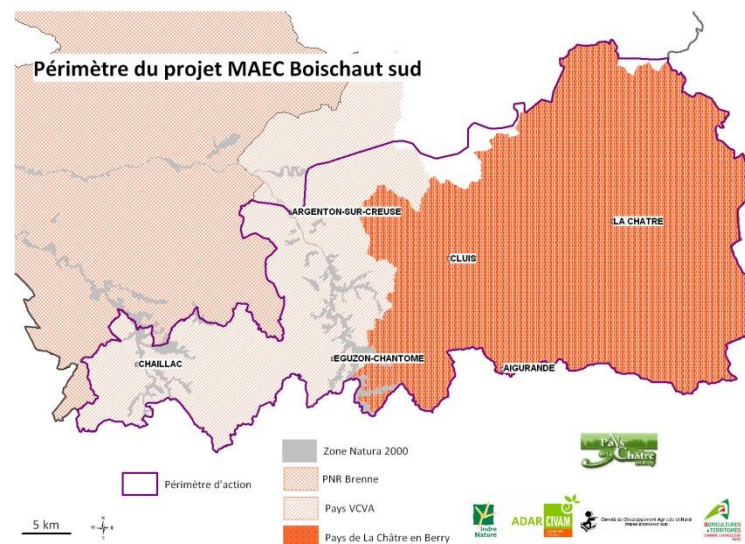 Périmètre du projet MAEC Boischaut sud
ARGENTON-SUR-CREUSE
LA CHATRE
CLUIS
CHAILLAC
EGUZON-CHANTOME
AIGURANDE
Zone Natura 2000
Périmètre d'action
PNR Brenne
Pays VCVA
Pays de La Châtre en Berry
5 km
N
Pays
de la Châtre
en Berry
Indre
Nature
ADAR CIVAM
AGRICULTURES
& TERRITOIRES